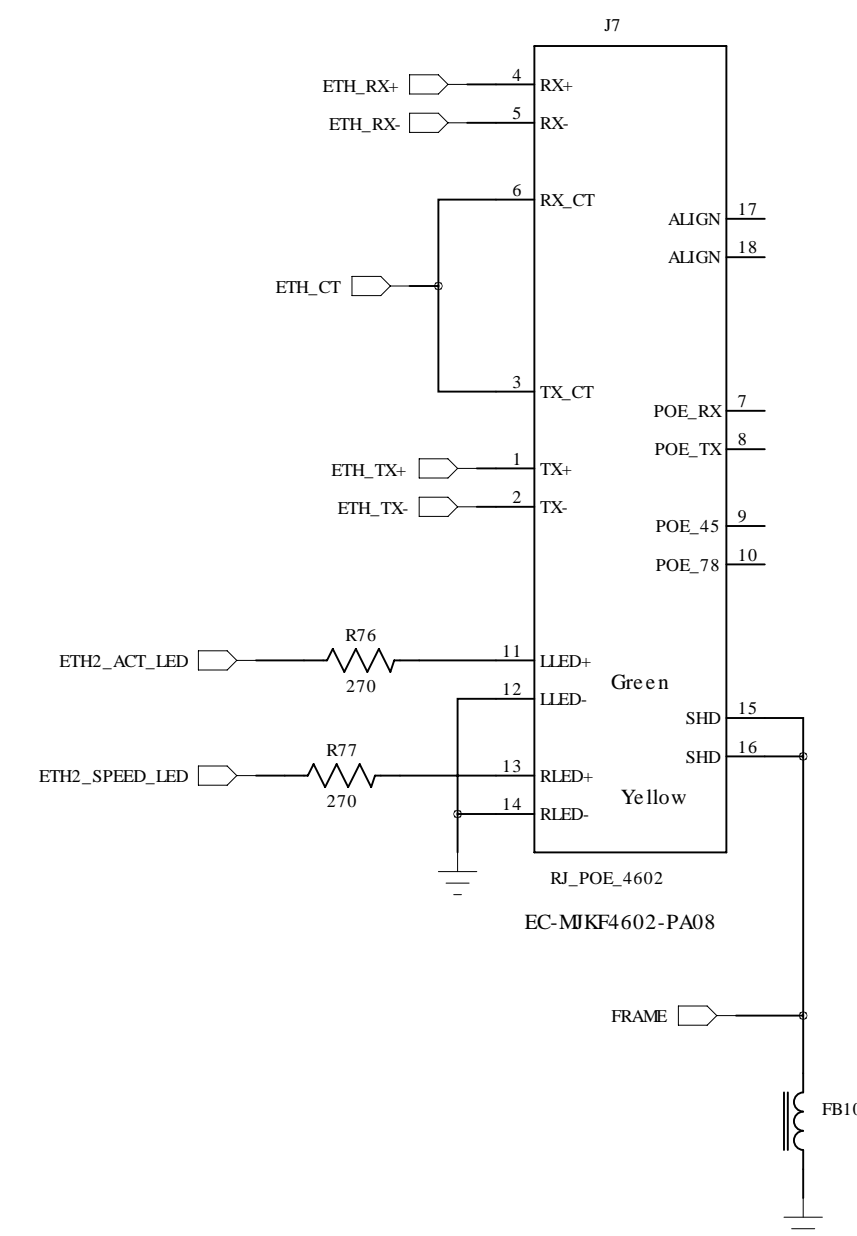 J7
ETH_RX+ 4 RX+
ETH_RX- 5 RX-
6 RX_CT
ALIGN 17
ALIGN 18
ETH_CT
3 TX_CT
POE_RX 7
POE_TX 8
ETH_TX+ 1 TX+
ETH_TX- 2 TX-
POE_45 9
POE_78 10
R76
ETH2_ACT_LED 11 LLED+
270
12 LLED-
Green
SHD 15
R77
SHD 16
ETH2_SPEED_LED 13 RLED+
270
Yellow
14 RLED-
RJ_POE_4602
EC-MJKF4602-PA08
FRAME